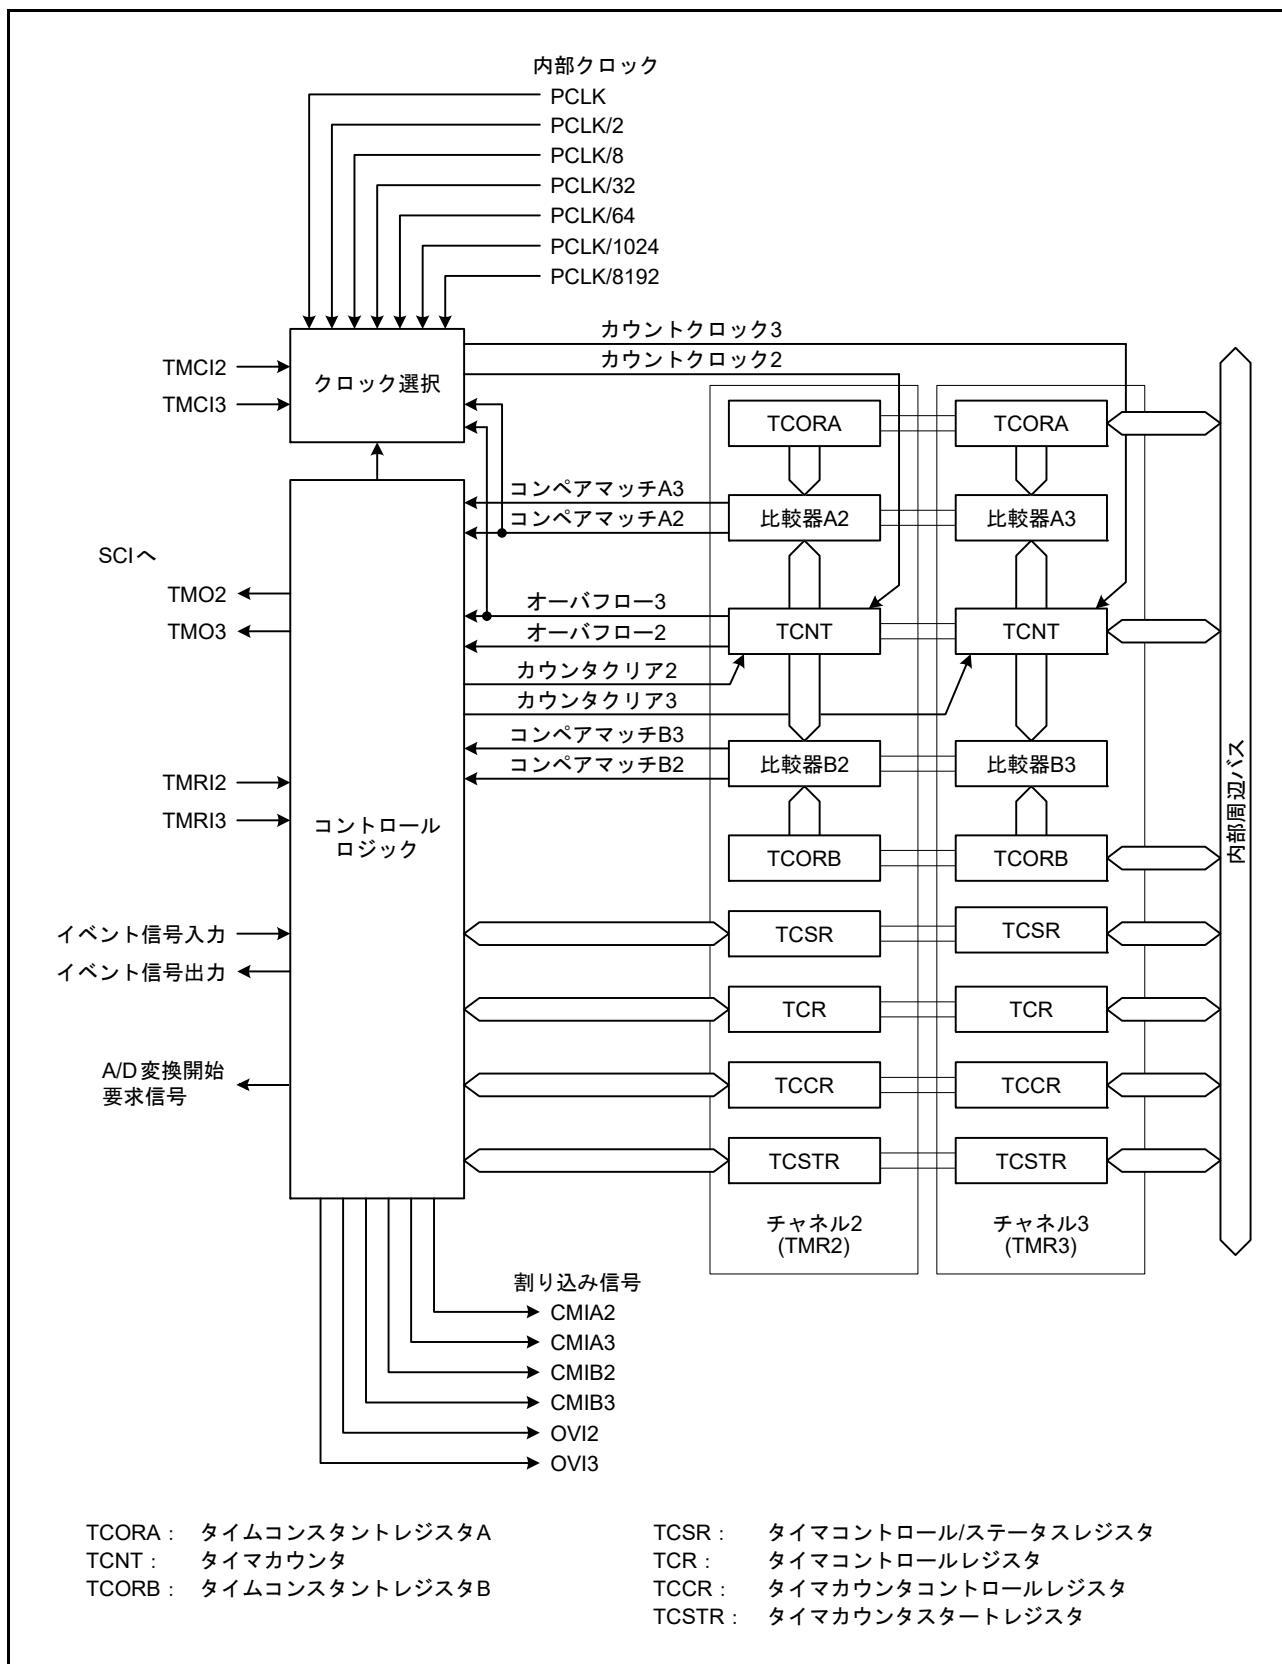 内部クロック
PCLK
PCLK/2
PCLK/8
PCLK/32
PCLK/64
PCLK/1024
PCLK/8192
カウントクロック3
カウントクロック2
TMCI2
TMCI3
クロック選択
TCORA
TCORA
コンペアマッチA3
コンペアマッチA2
比較器A2
比較器A3
SCIへ
TMO2
TMO3
オーバフロー3
オーバフロー2
TCNT
TCNT
カウンタクリア2
カウンタクリア3
コンペアマッチB3
コンペアマッチB2
比較器B2
比較器B3
内部周辺バス
TMRI2
TMRI3
コントロール
ロジック
TCORB
TCORB
イベント信号入力
イベント信号出力
TCSR
TCSR
TCR
TCR
A/D変換開始
要求信号
TCCR
TCCR
TCSTR
TCSTR
チャネル2
(TMR2)
チャネル3
(TMR3)
割り込み信号
CMIA2
CMIA3
CMIB2
CMIB3
OVI2
OVI3
TCORA : タイムコンスタントレジスタA
TCNT : タイマカウンタ
TCORB : タイムコンスタントレジスタB
TCSR : タイマコントロール/ステータスレジスタ
TCR : タイマコントロールレジスタ
TCCR : タイマカウンタコントロールレジスタ
TCSTR : タイマカウンタスタートレジスタ